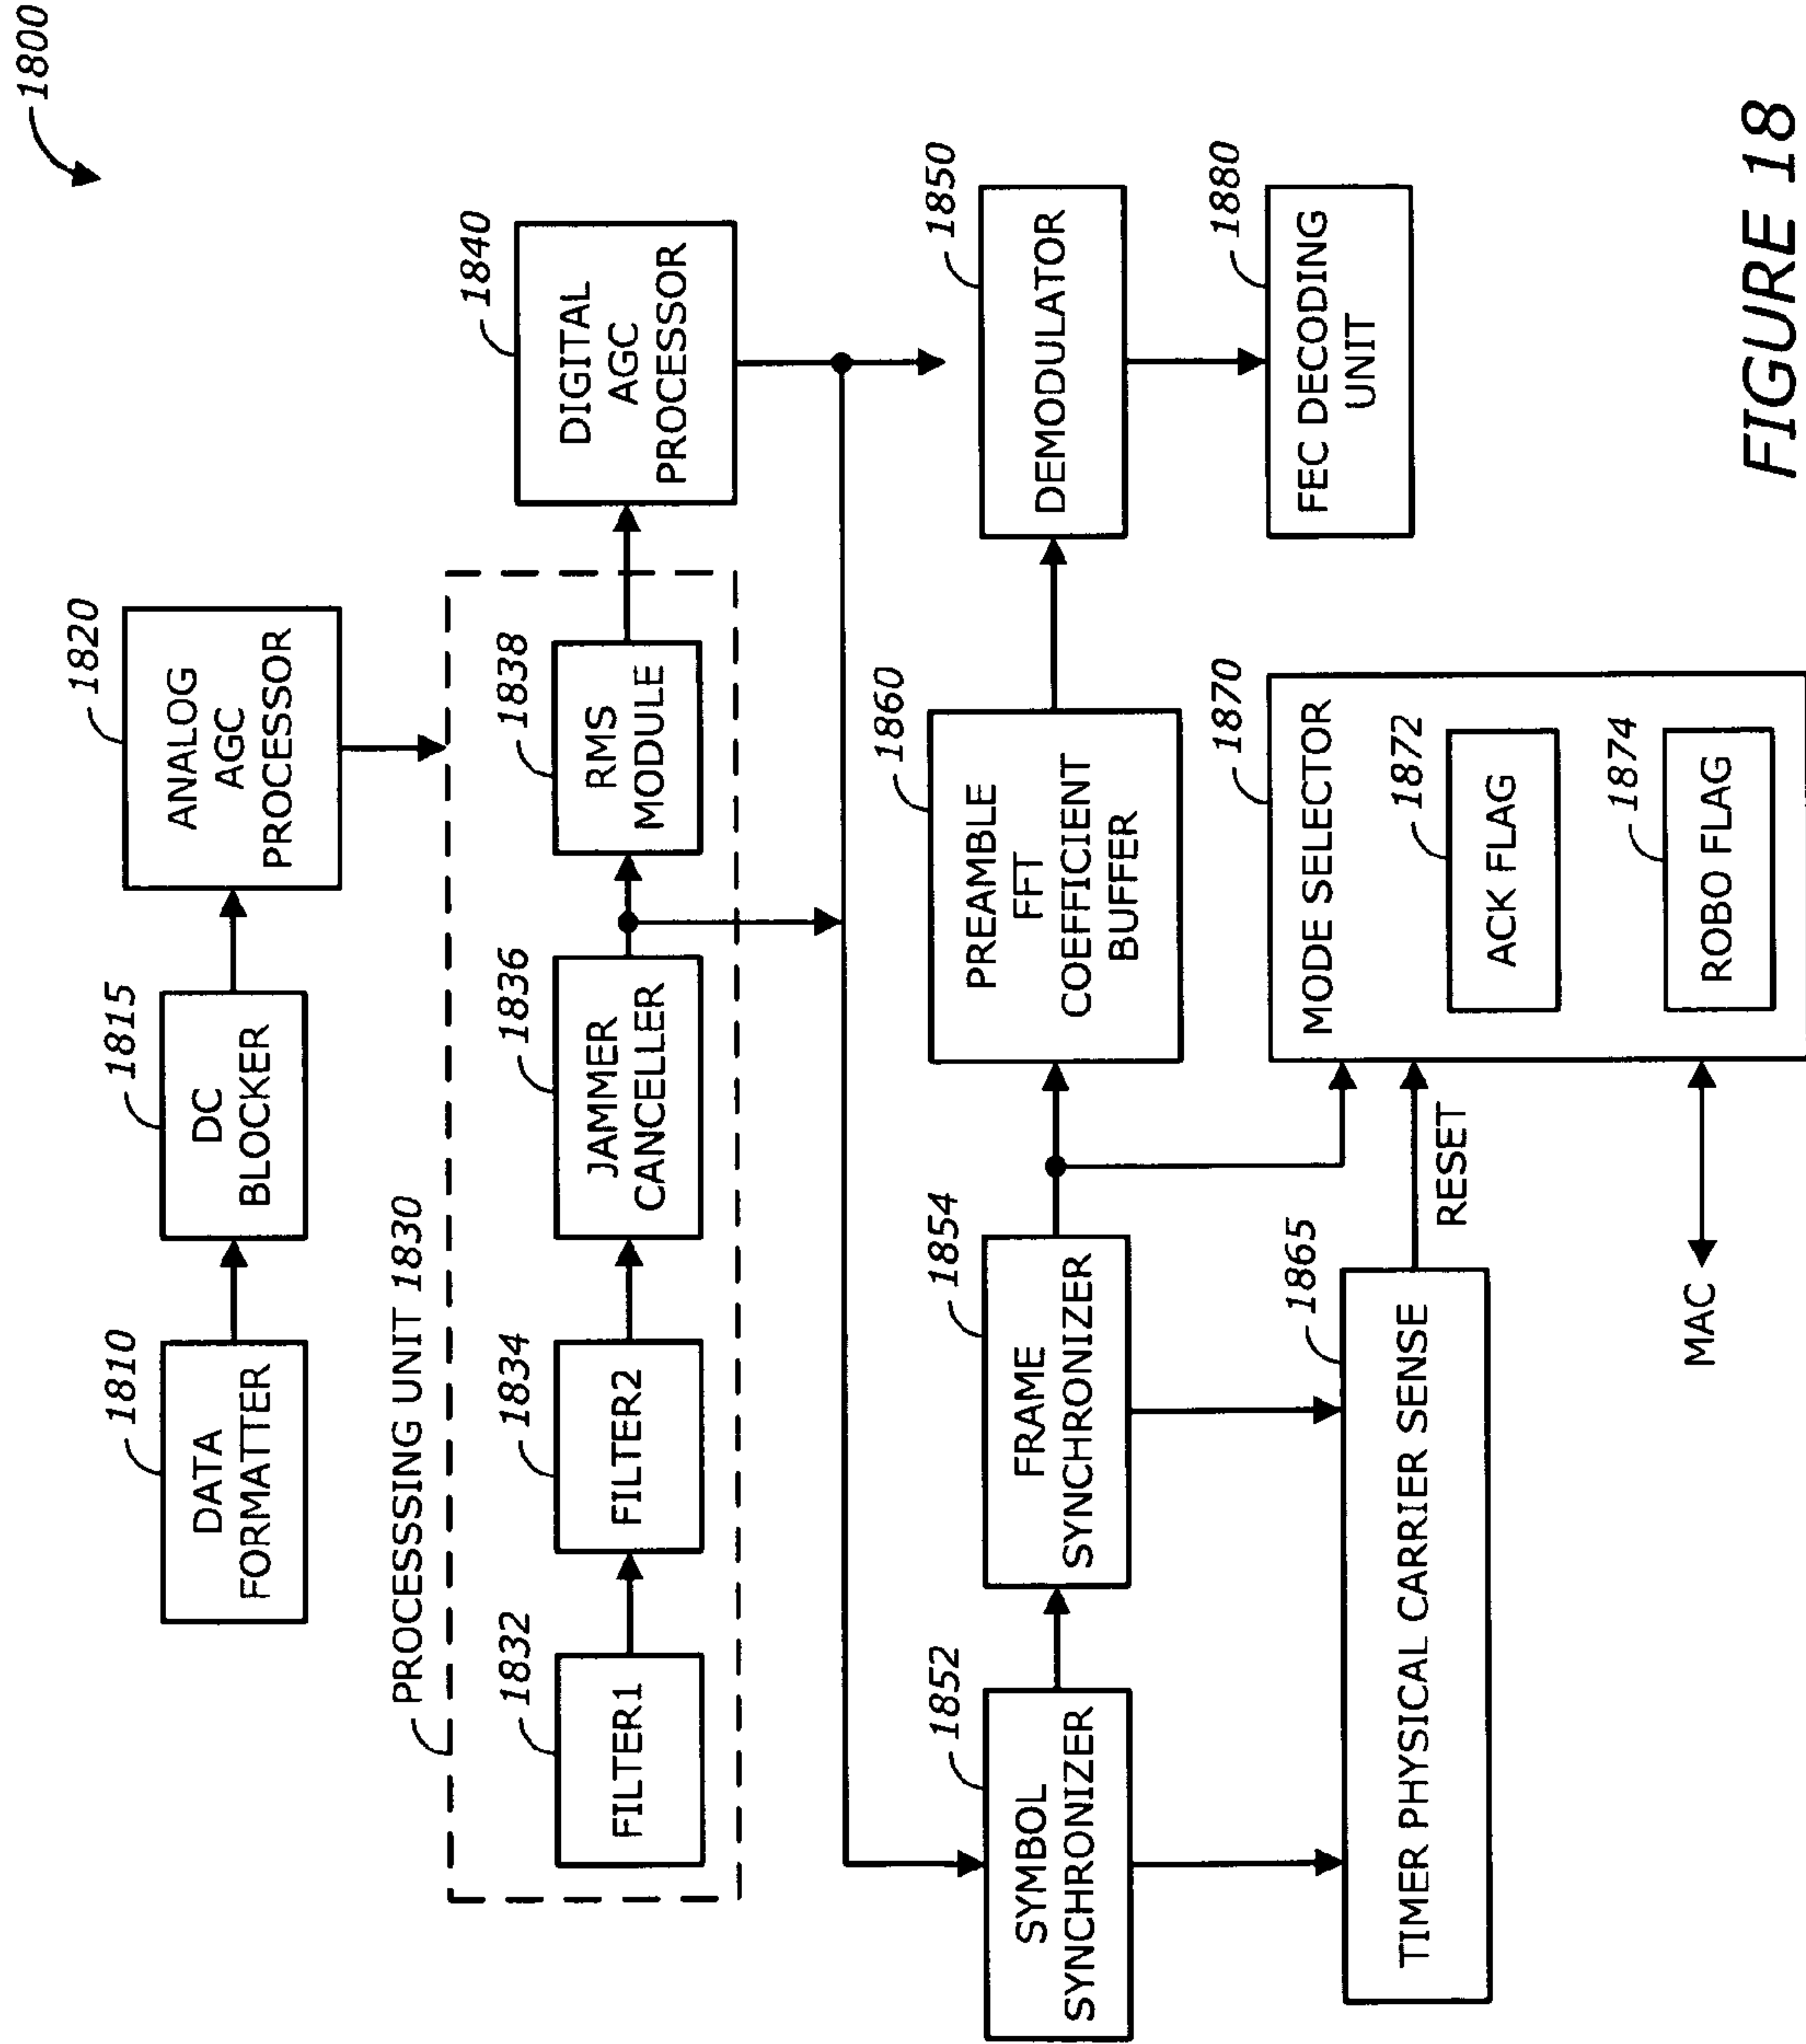 1800
1810
DATA
FORMATTER
1815
DC
BLOCKER
1820
ANALOG
AGC
PROCESSOR
PROCESSSING UNIT 1830
1832
FILTER1
1834
FILTER2
1836
JAMMER
CANCELLER
1838
RMS
MODULE
1840
DIGITAL
AGC
PROCESSOR
1852
SYMBOL
SYNCHRONIZER
1854
FRAME
SYNCHRONIZER
1860
PREAMBLE
FFT
COEFFICIENT
BUFFER
1850
DEMODULATOR
1865
TIMER PHYSICAL CARRIER SENSE
RESET
MAC
1870
MODE SELECTOR
1872
ACK FLAG
1874
ROBO FLAG
1880
FEC DECODING
UNIT
FIGURE 18